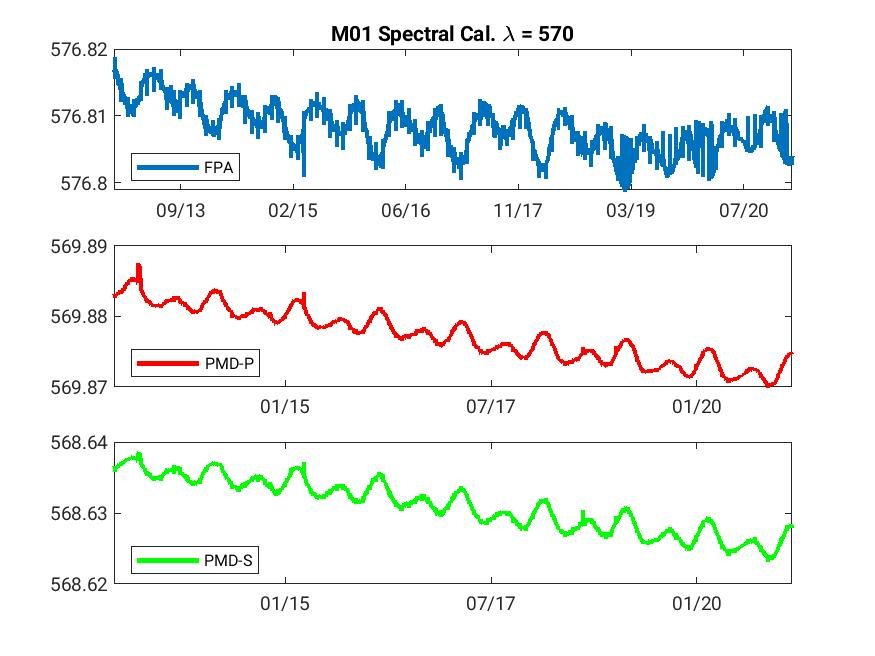 M01 Spectral Cal. λ = 570
576.82
576.81
576.8
FPA
09/13 02/15 06/16 11/17 03/19 07/20
569.89
569.88
569.87
PMD-P
01/15 07/17 01/20
568.64
568.63
568.62
PMD-S
01/15 07/17 01/20